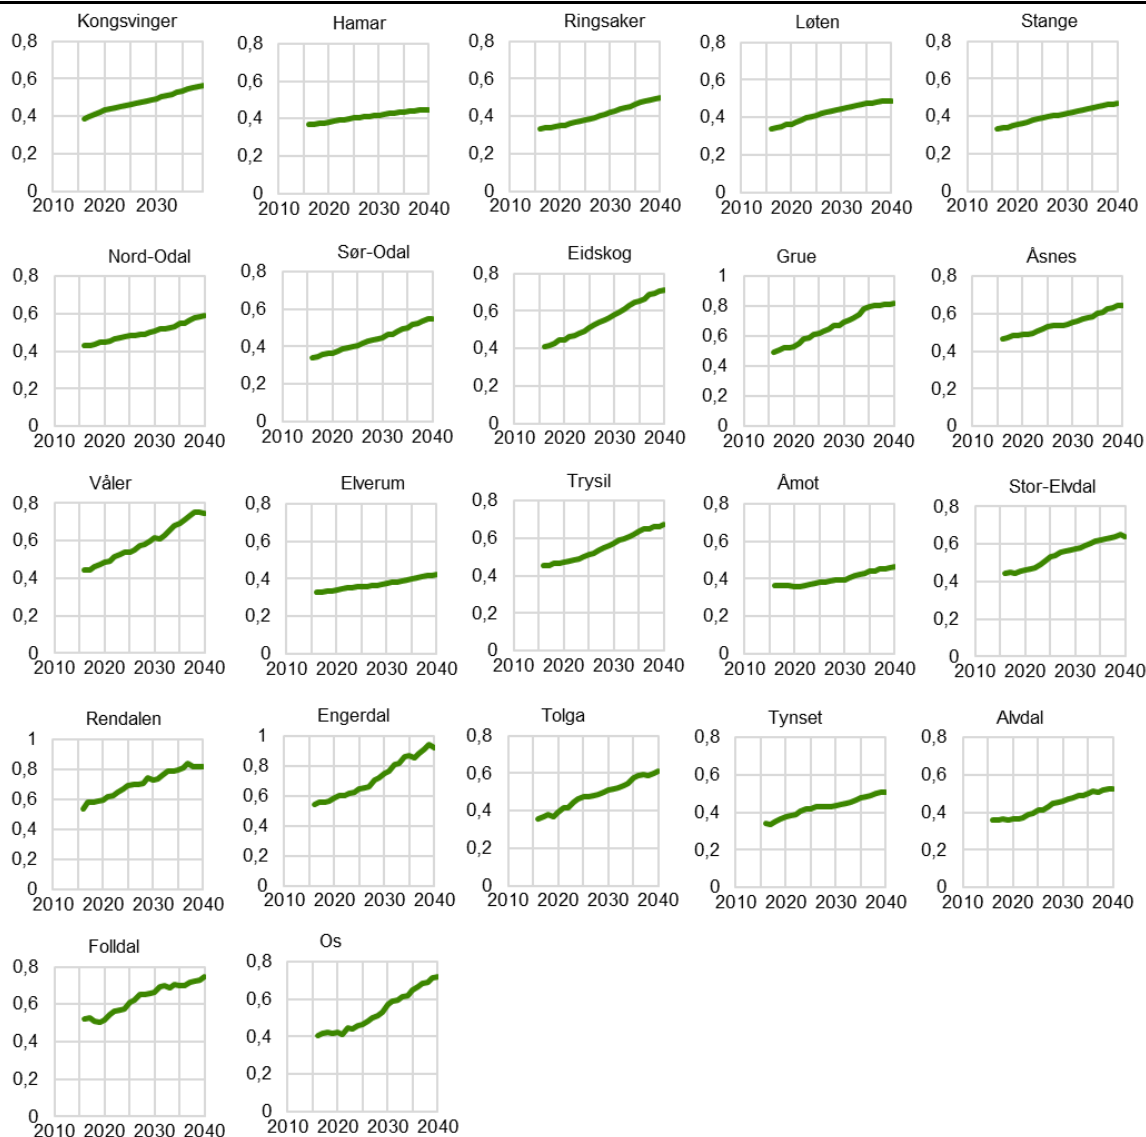 Kongsvinger Hamar Ringsaker Løten Stange
0,8 0,8 0,8 0,8 0,8
0,6 0,6 0,6 0,6 0,6
0,4 0,4 0,4 0,4 0,4
0,2 0,2 0,2 0,2 0,2
0 0 0 0 0
2010 2020 2030 2010 2020 2030 2040 2010 2020 2030 2040 2010 2020 2030 2040 2010 2020 2030 2040
Nord-Odal Sør-Odal Eidskog Grue Åsnes
0,8 0,8 0,8 1 0,8
0,6 0,6 0,6 0,8 0,6
0,4 0,4 0,4 0,6 0,4
0,2 0,2 0,2 0,4 0,2
0 0 0 0,2 0
0
2010 2020 2030 2040 2010 2020 2030 2040 2010 2020 2030 2040 2010 2020 2030 2040 2010 2020 2030 2040
Våler Elverum Trysil Åmot Stor-Elvdal
0,8 0,8 0,8 0,8 0,8
0,6 0,6 0,6 0,6 0,6
0,4 0,4 0,4 0,4 0,4
0,2 0,2 0,2 0,2 0,2
0 0 0 0 0
2010 2020 2030 2040 2010 2020 2030 2040 2010 2020 2030 2040 2010 2020 2030 2040 2010 2020 2030 2040
Rendalen Engerdal Tolga Tynset Alvdal
1 1 0,8 0,8 0,8
0,8 0,8 0,6 0,6 0,6
0,6 0,6 0,4 0,4 0,4
0,4 0,4 0,2 0,2 0,2
0,2 0,2 0 0 0
0 0
2010 2020 2030 2040 2010 2020 2030 2040 2010 2020 2030 2040 2010 2020 2030 2040 2010 2020 2030 2040
Folldal Os
0,8 0,8
0,6 0,6
0,4 0,4
0,2 0,2
0 0
2010 2020 2030 2040 2010 2020 2030 2040